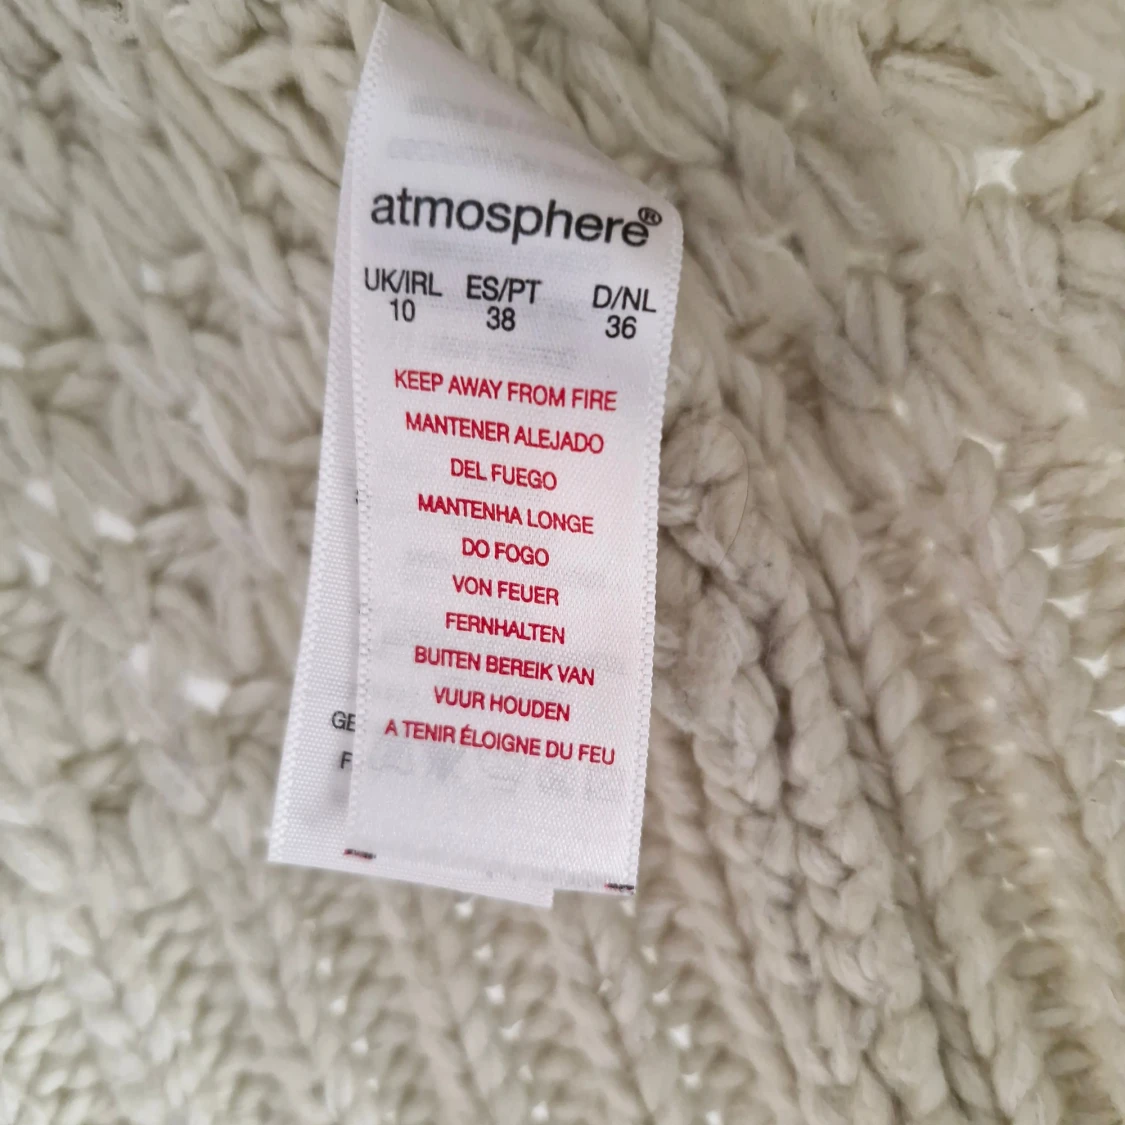 atmosphere®
UK/IRL ES/PT D/NL
10 38 36
KEEP AWAY FROM FIRE
MANTENER ALEJADO
DEL FUEGO
MANTENHA LONGE
DO FOGO
VON FEUER
FERNHALTEN
BUITEN BEREIK VAN
VUUR HOUDEN
A TENIR ÉLOIGNE DU FEU
GE
F